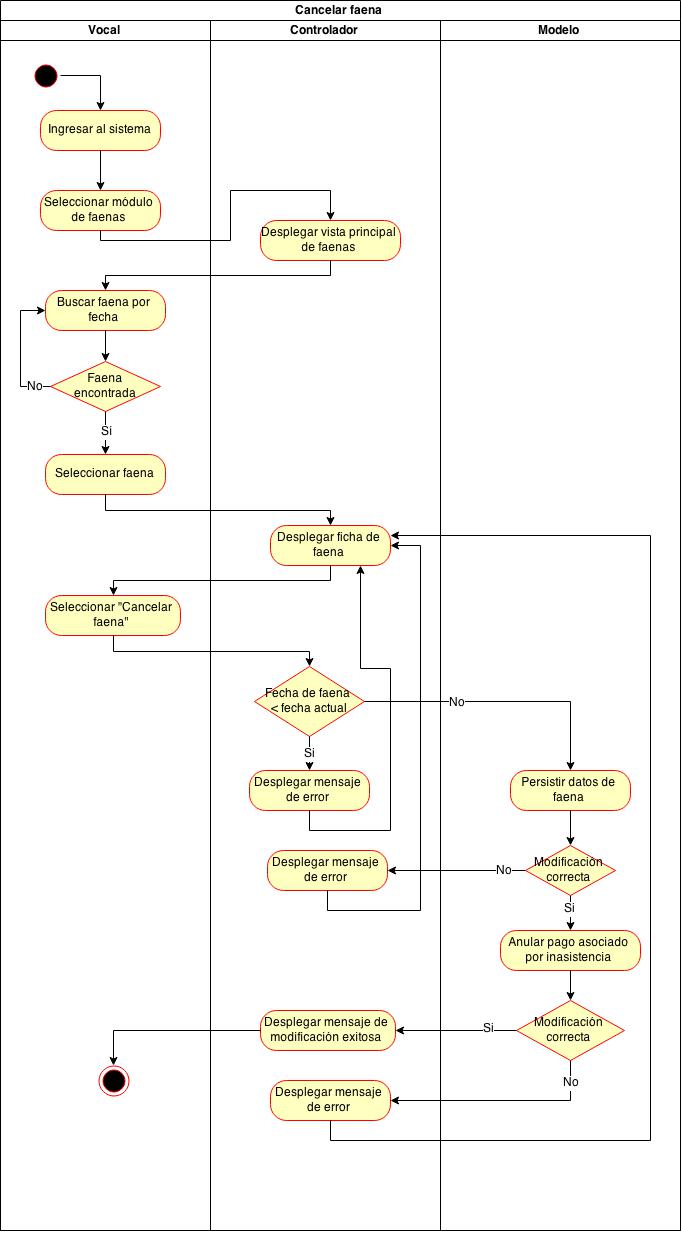 Cancelar faena
Vocal
Controlador
Modelo
Ingresar al sistema
Seleccionar módulo
de faenas
Desplegar vista principal
de faenas
Buscar faena por
fecha
Faena
encontrada
No
Si
Seleccionar faena
Desplegar ficha de
faena
Seleccionar "Cancelar
faena"
Fecha de faena
< fecha actual
No
Si
Desplegar mensaje
de error
Persistir datos de
faena
Modificación
correcta
No
Desplegar mensaje
de error
Si
Anular pago asociado
por inasistencia
Modificación
correcta
Si
Desplegar mensaje de
modificación exitosa
No
Desplegar mensaje
de error